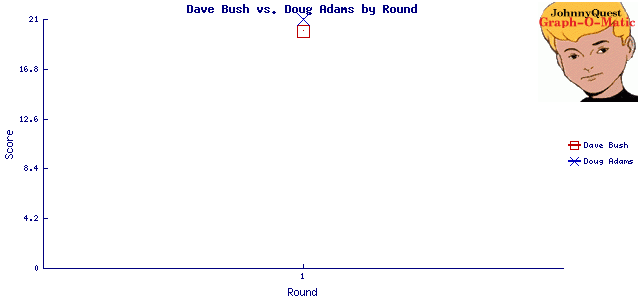 Dave Bush vs. Doug Adams by Round
JohnnyQuest
Graph-O-Matic
21
16.8
12.6
8.4
4.2
0
Score
1
Round
Dave Bush
Doug Adams